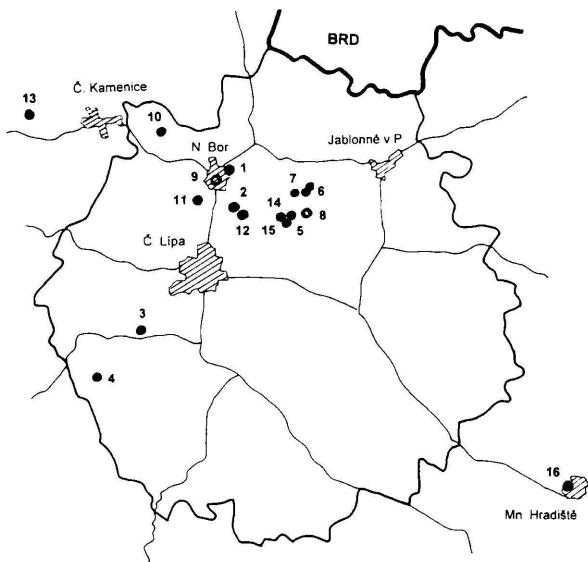 BRD
Č. Kamenice
13
10
N Bor
Jablonné v P
1
9
7
6
11
2
14
8
12
15
5
Č Lípa
3
4
16
Mn Hradiště